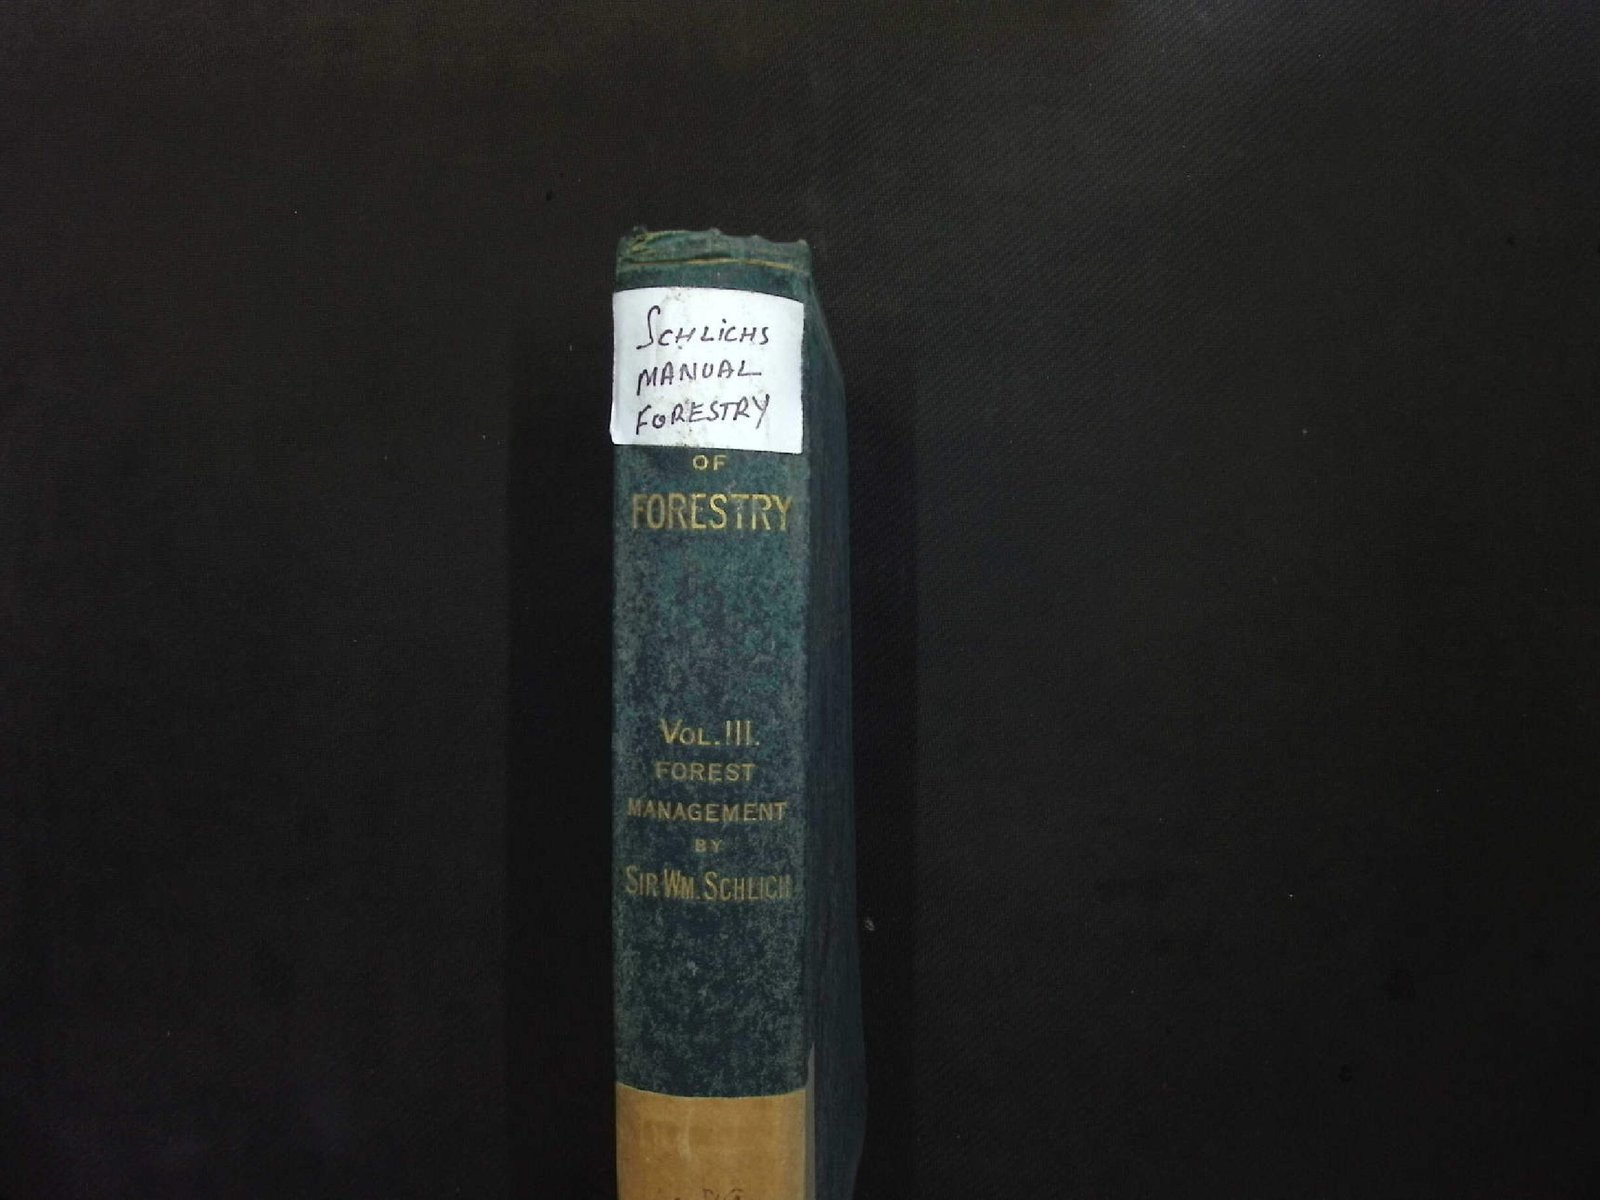 SCHLICHS
MANUAL
FORESTRY
OF
FORESTRY
VOL. III.
FOREST
MANAGEMENT
BY
SIR WM. SCHLICH